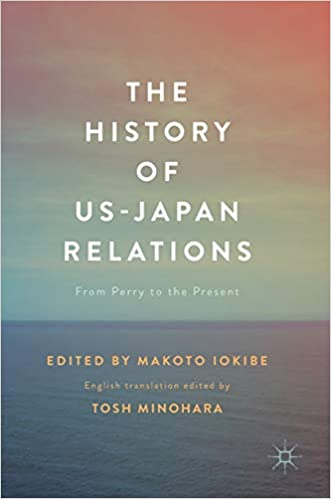 THE
HISTORY
OF
US-JAPAN
RELATIONS
From Perry to the Present
EDITED BY MAKOTO IOKIBE
English translation edited by
TOSH MINOHARA